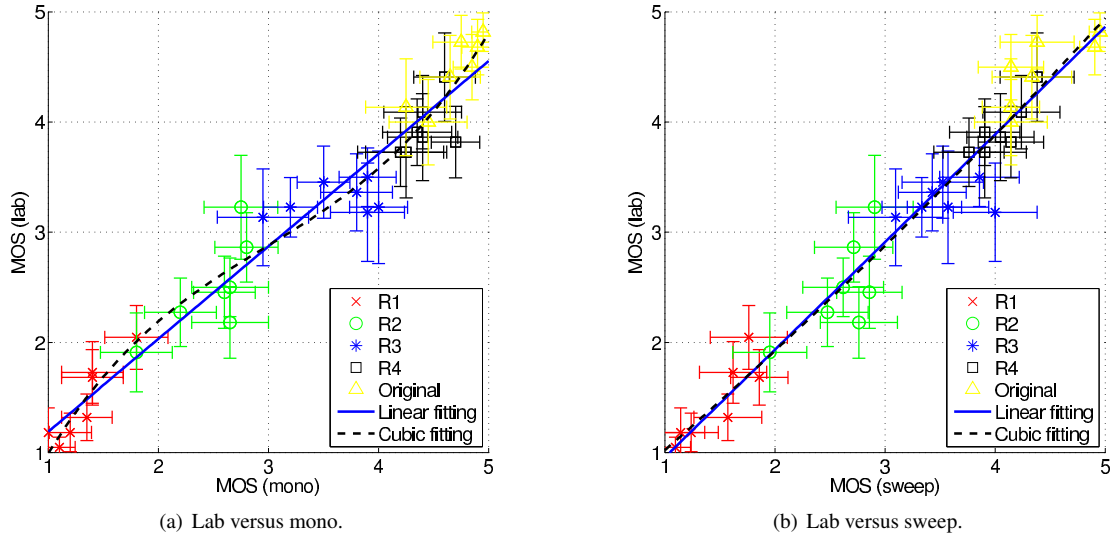 5
4
3
2
1
MOS (lab)
R1
R2
R3
R4
Original
Linear fitting
Cubic fitting
1 2 3 4 5
MOS (mono)
(a) Lab versus mono.
5
4
3
2
1
MOS (lab)
R1
R2
R3
R4
Original
Linear fitting
Cubic fitting
1 2 3 4 5
MOS (sweep)
(b) Lab versus sweep.